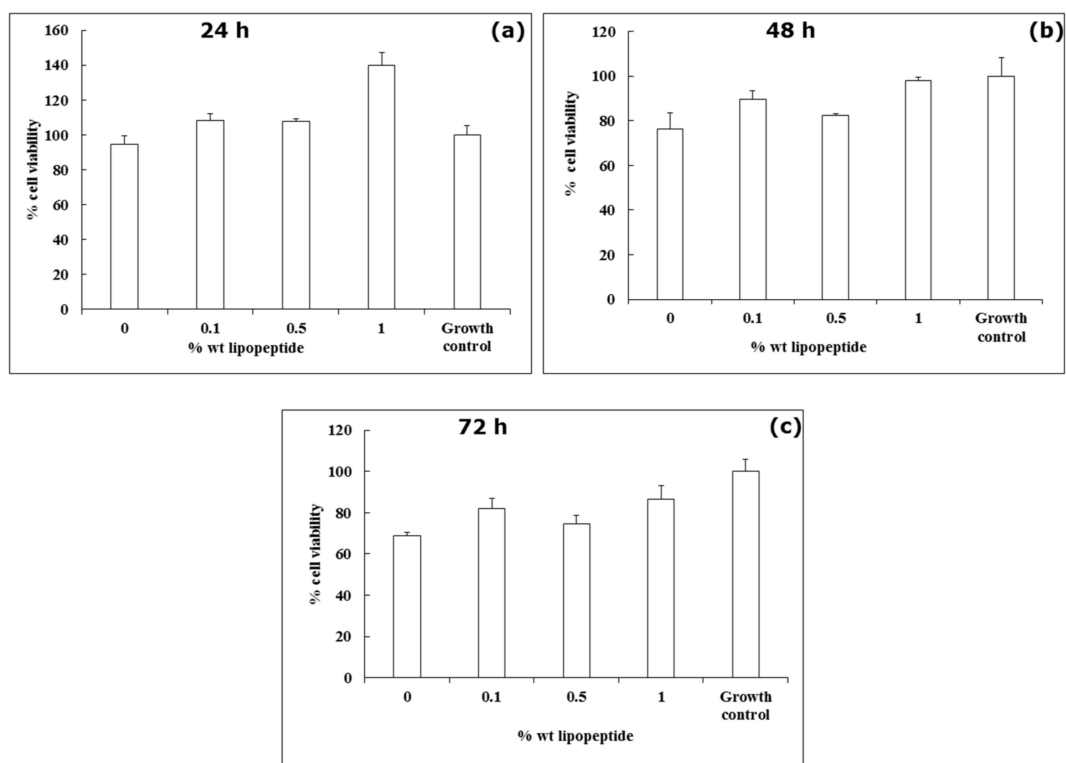 24 h
(a)
160
140
120
100
80
60
40
20
0
% cell viability
0 0.1 0.5 1 Growth control
% wt lipopeptide
48 h
(b)
120
100
80
60
40
20
0
% cell viability
0 0.1 0.5 1 Growth control
% wt lipopeptide
72 h
(c)
120
100
80
60
40
20
0
% cell viability
0 0.1 0.5 1 Growth control
% wt lipopeptide